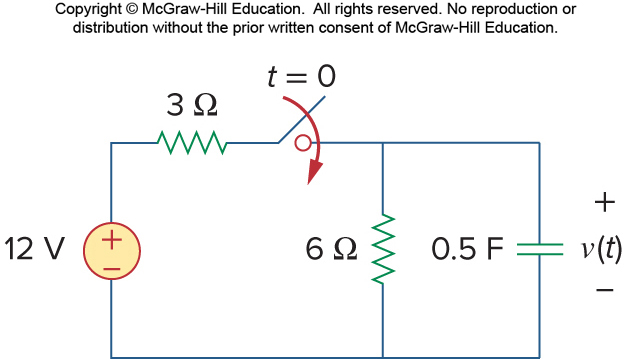 Copyright © McGraw-Hill Education.  All rights reserved. No reproduction or
distribution without the prior written consent of McGraw-Hill Education.
t = 0
3 Ω
+
12 V
+
−
6 Ω
0.5 F
v(t)
−